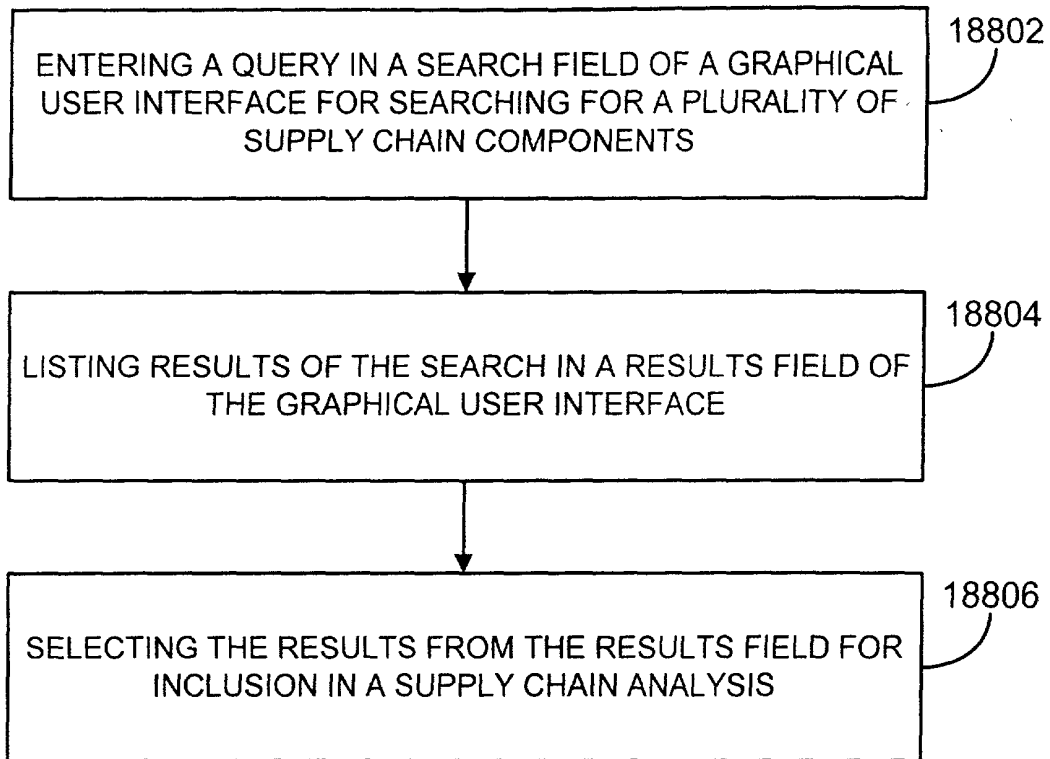 18802
ENTERING A QUERY IN A SEARCH FIELD OF A GRAPHICAL
USER INTERFACE FOR SEARCHING FOR A PLURALITY OF
SUPPLY CHAIN COMPONENTS
18804
LISTING RESULTS OF THE SEARCH IN A RESULTS FIELD OF
THE GRAPHICAL USER INTERFACE
18806
SELECTING THE RESULTS FROM THE RESULTS FIELD FOR
INCLUSION IN A SUPPLY CHAIN ANALYSIS